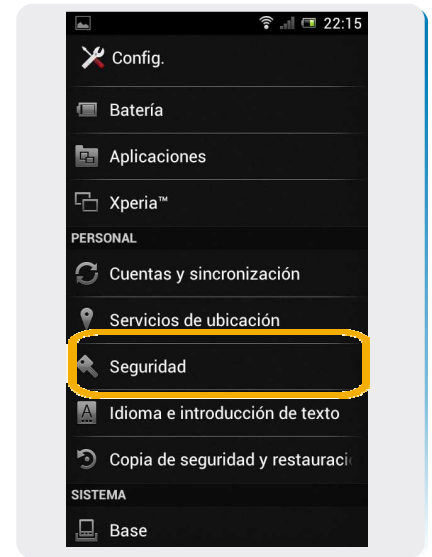 22:15
Config.
Batería
Aplicaciones
Xperia™
PERSONAL
Cuentas y sincronización
Servicios de ubicación
Seguridad
Idioma e introducción de texto
Copia de seguridad y restauraci
SISTEMA
Base